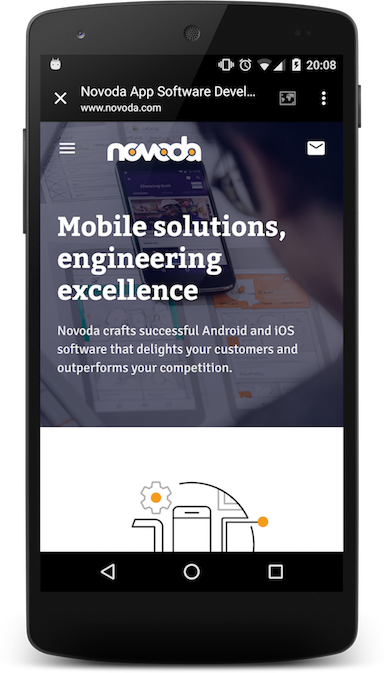 20:08
Novoda App Software Devel...
www.novoda.com
novoda
Mobile solutions,
engineering
excellence
Novoda crafts successful Android and iOS
software that delights your customers and
outperforms your competition.